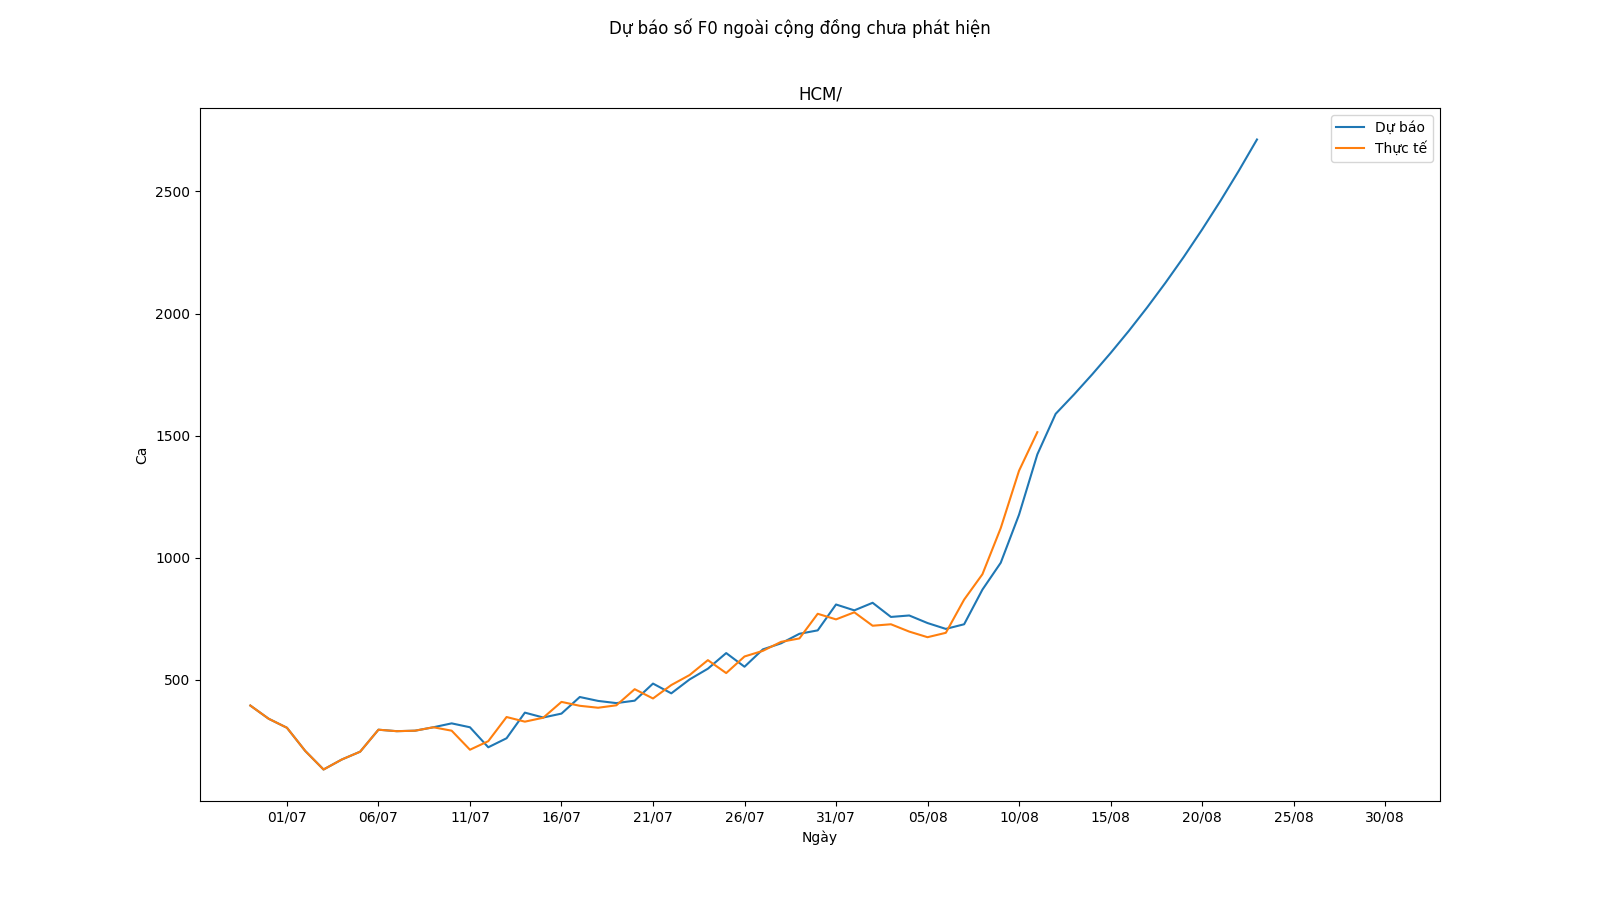 Dự báo số F0 ngoài cộng đồng chưa phát hiện
HCM/
Dự báo
Thực tế
2500
2000
1500
1000
500
Ca
01/07 06/07 11/07 16/07 21/07 26/07 31/07 05/08 10/08 15/08 20/08 25/08 30/08
Ngày